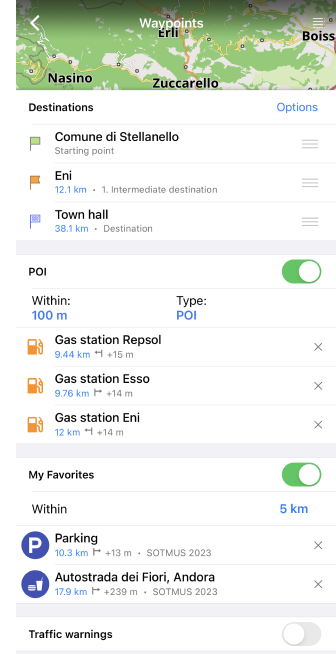 Waypoints
Erli
Boiss
Nasino
Zuccarello
Destinations
Options
Comune di Stellanello
Starting point
Eni
12.1 km • 1. Intermediate destination
Town hall
38.1 km • Destination
POI
Within:
Type:
100 m
POI
Gas station Repsol
9.44 km +15 m
Gas station Esso
9.76 km +14 m
Gas station Eni
12 km +14 m
My Favorites
Within
5 km
P
Parking
10.3 km +13 m • SOTMUS 2023
Autostrada dei Fiori, Andora
17.9 km +239 m • SOTMUS 2023
Traffic warnings